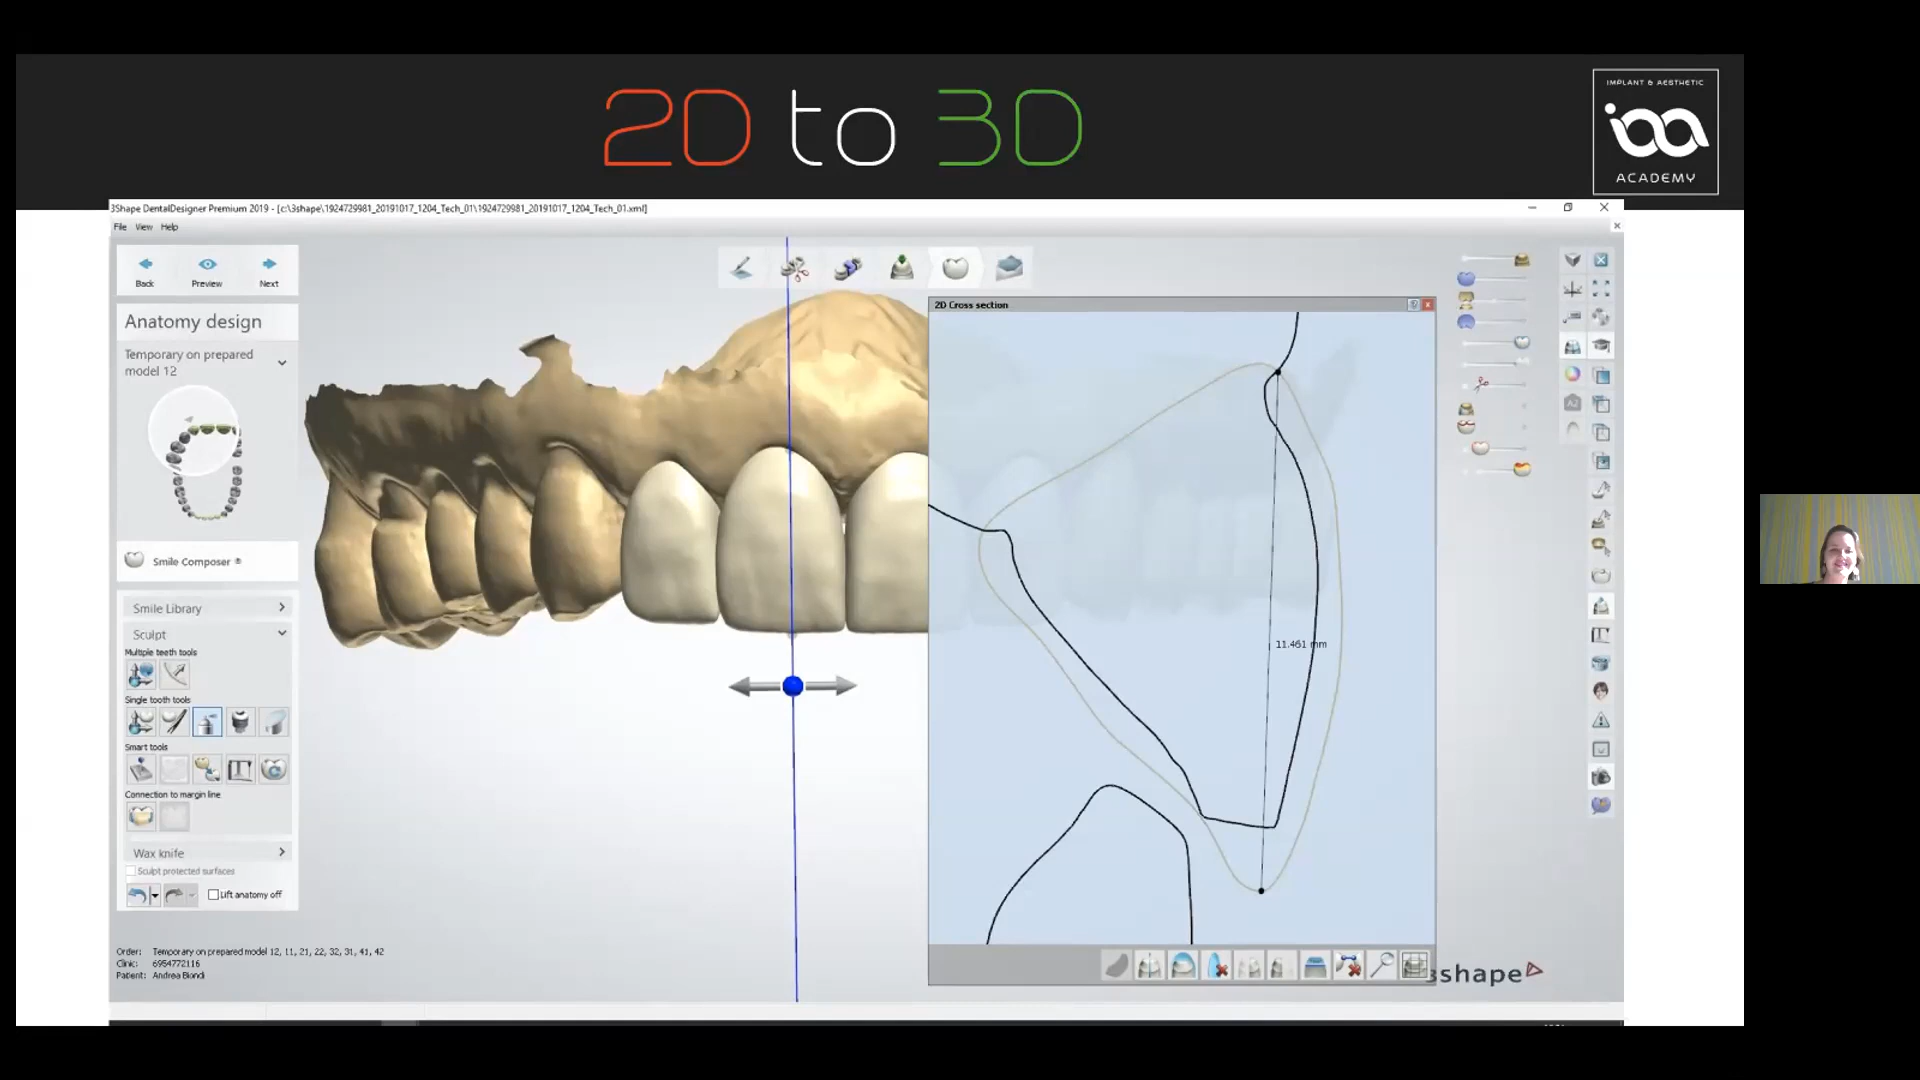 2D to 3D
IMPLANT & AESTHETIC
ioa
ACADEMY
3Shape DentalDesigner Premium 2019 - [c:\3shape\1924729981_20191017_1204_Tech_01\1924729981_20191017_1204_Tech_01.xml]
File View Help
Back Preview Next
Anatomy design
Temporary on prepared
model 12
Smile Composer ®
Smile Library
Sculpt
Multiple teeth tools
Single tooth tools
Smart tools
Connection to margin line
Wax knife
Sculpt protected surfaces
Lift anatomy off
Order: Temporary on prepared model 12, 11, 21, 22, 32, 31, 41, 42
Clinic: 6954772116
Patient: Andrea Biondi
2D Cross section
11.461 mm
A2
3shape